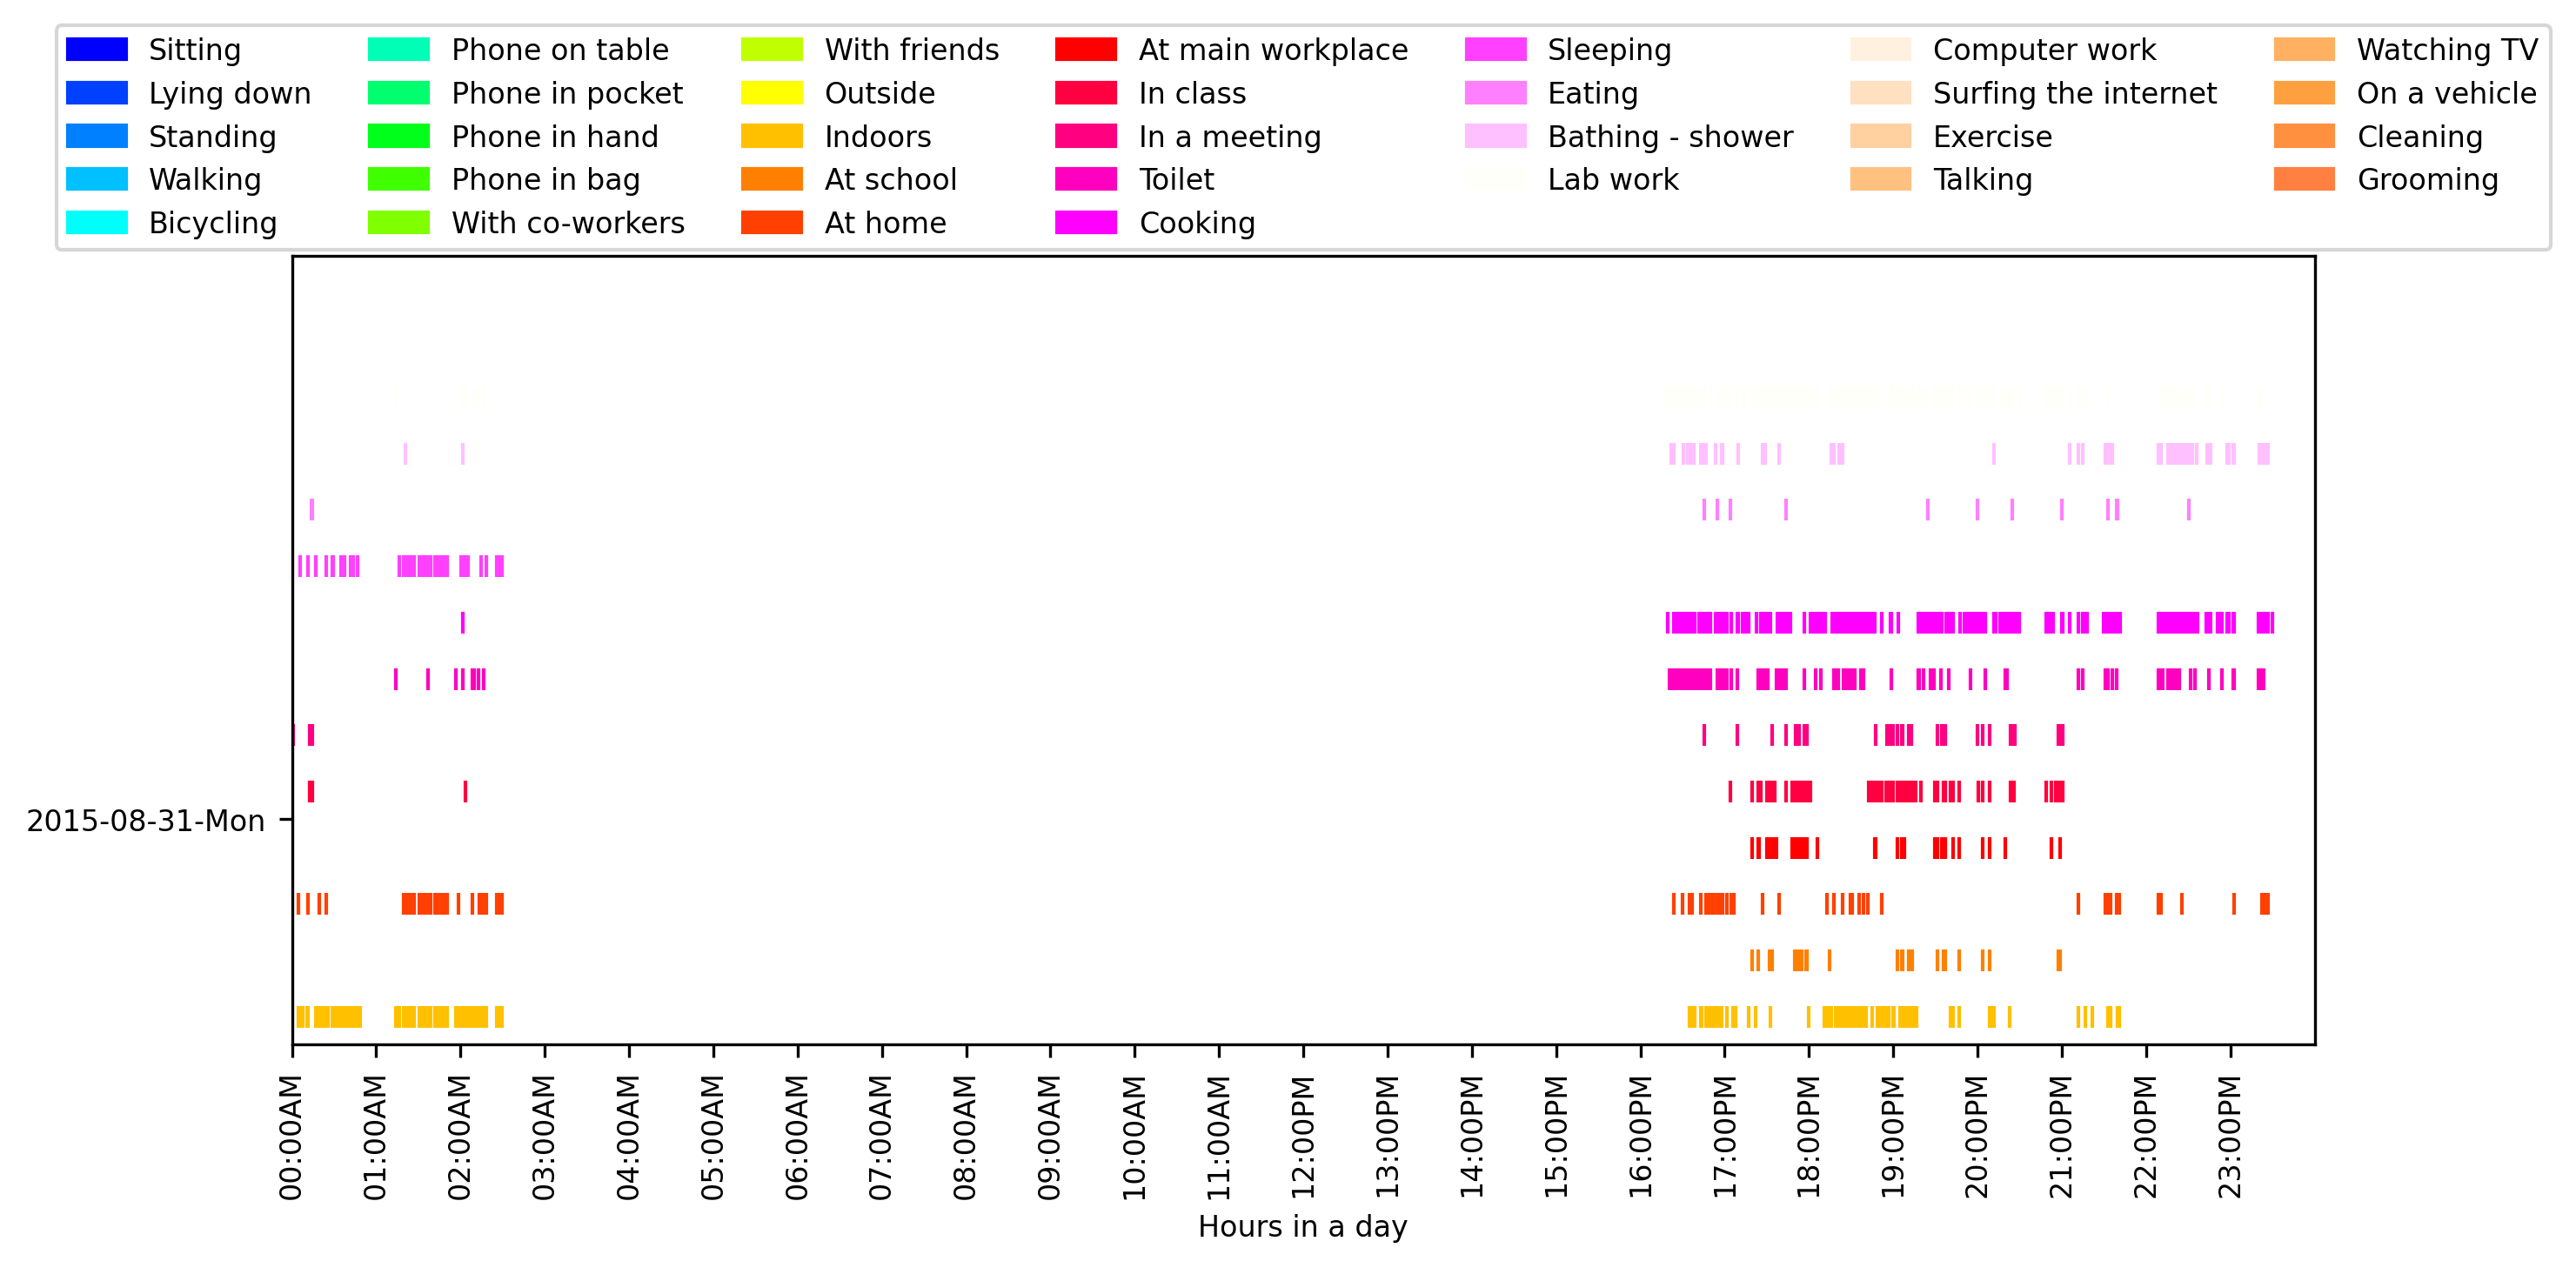 Sitting
Lying down
Standing
Walking
Bicycling
Phone on table
Phone in pocket
Phone in hand
Phone in bag
With co-workers
With friends
Outside
Indoors
At school
At home
At main workplace
In class
In a meeting
Toilet
Cooking
Sleeping
Eating
Bathing - shower
Lab work
Computer work
Surfing the internet
Exercise
Talking
Watching TV
On a vehicle
Cleaning
Grooming
2015-08-31-Mon
00:00AM
01:00AM
02:00AM
03:00AM
04:00AM
05:00AM
06:00AM
07:00AM
08:00AM
09:00AM
10:00AM
11:00AM
12:00PM
13:00PM
14:00PM
15:00PM
16:00PM
17:00PM
18:00PM
19:00PM
20:00PM
21:00PM
22:00PM
23:00PM
Hours in a day